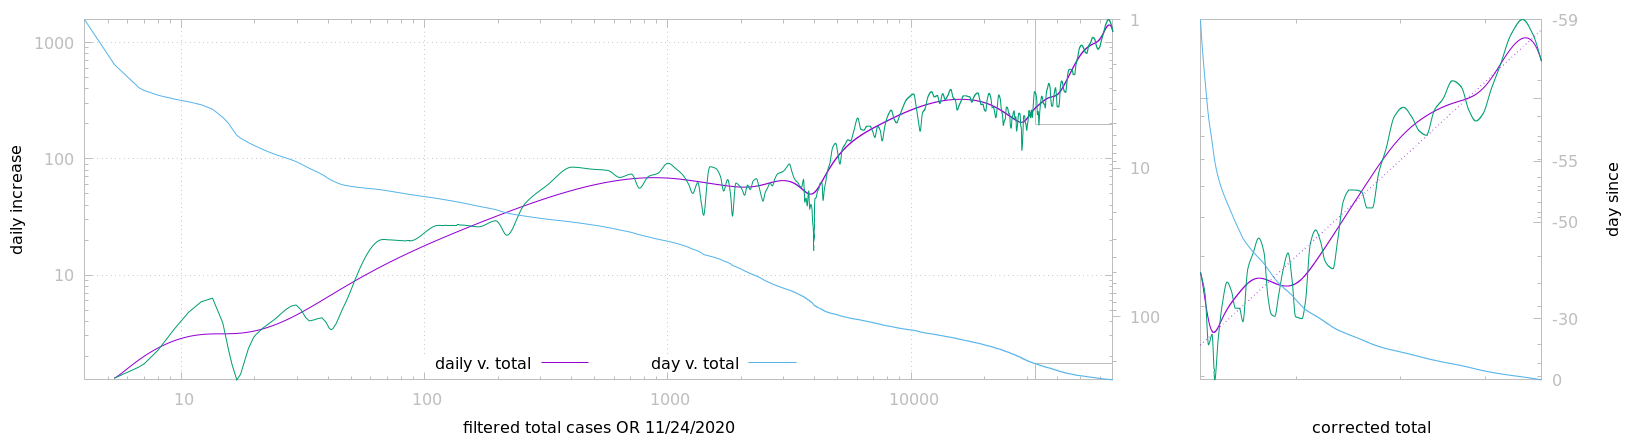 1000
100
10
daily increase
1
10
100
daily v. total
day v. total
10
100
1000
10000
filtered total cases OR 11/24/2020
-59
-55
-50
-30
0
day since
corrected total